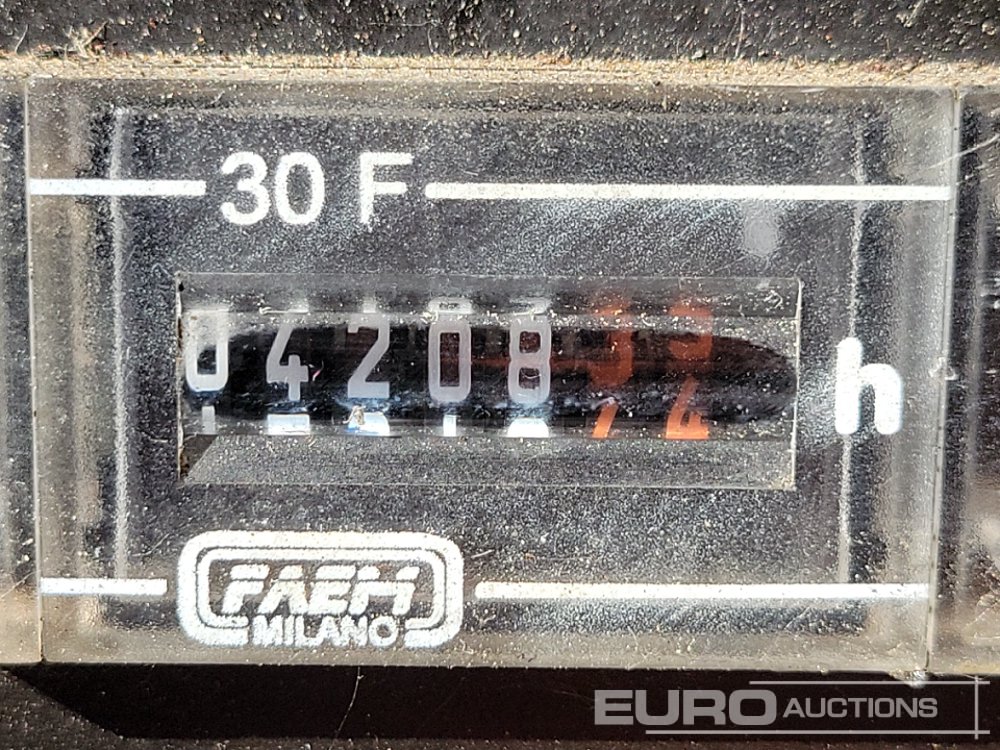 30 F
04208
h
FAEM
MILANO
EURO AUCTIONS